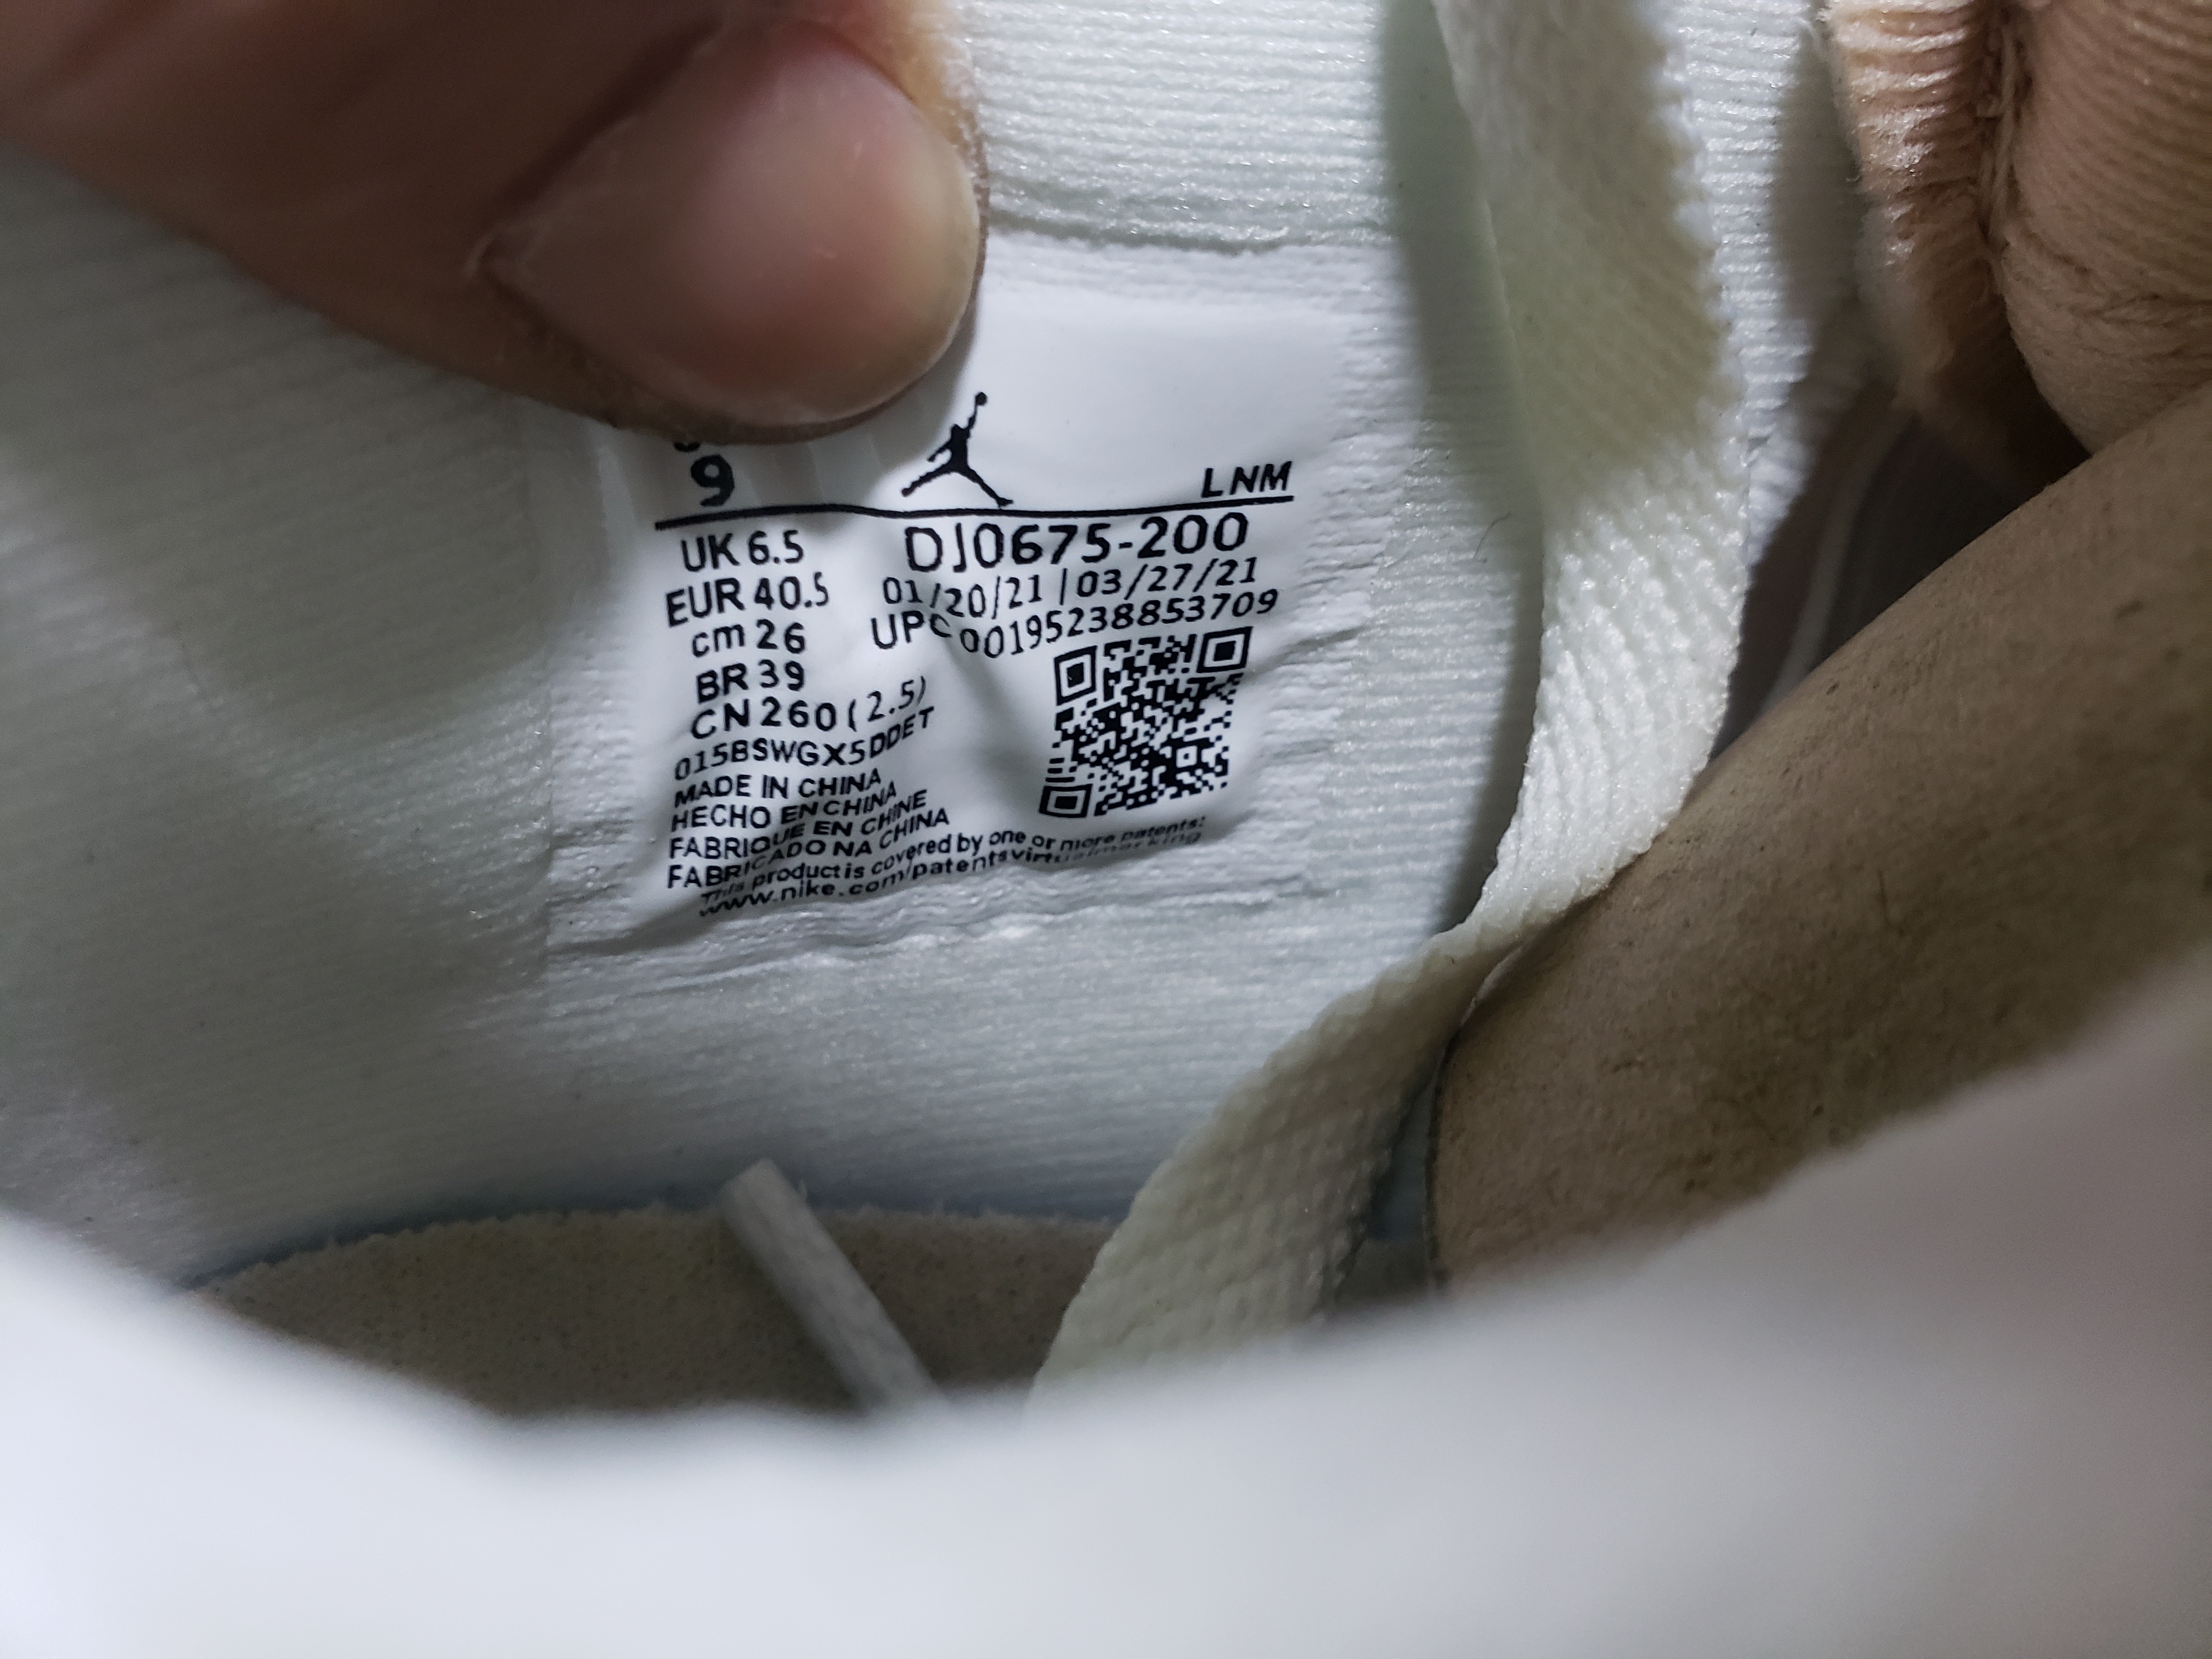 9
LNM
UK 6.5
DJ0675-200
EUR 40.5
01/20/21 | 03/27/21
cm 26
UPC 00195238853709
BR 39
CN 260 ( 2.5)
015BSWGX5DDET
MADE IN CHINA
HECHO EN CHINA
FABRIQUE EN CHINE
FABRICADO NA CHINA
This product is covered by one or more patents:
www.nike.com/patentsvirtualmarking